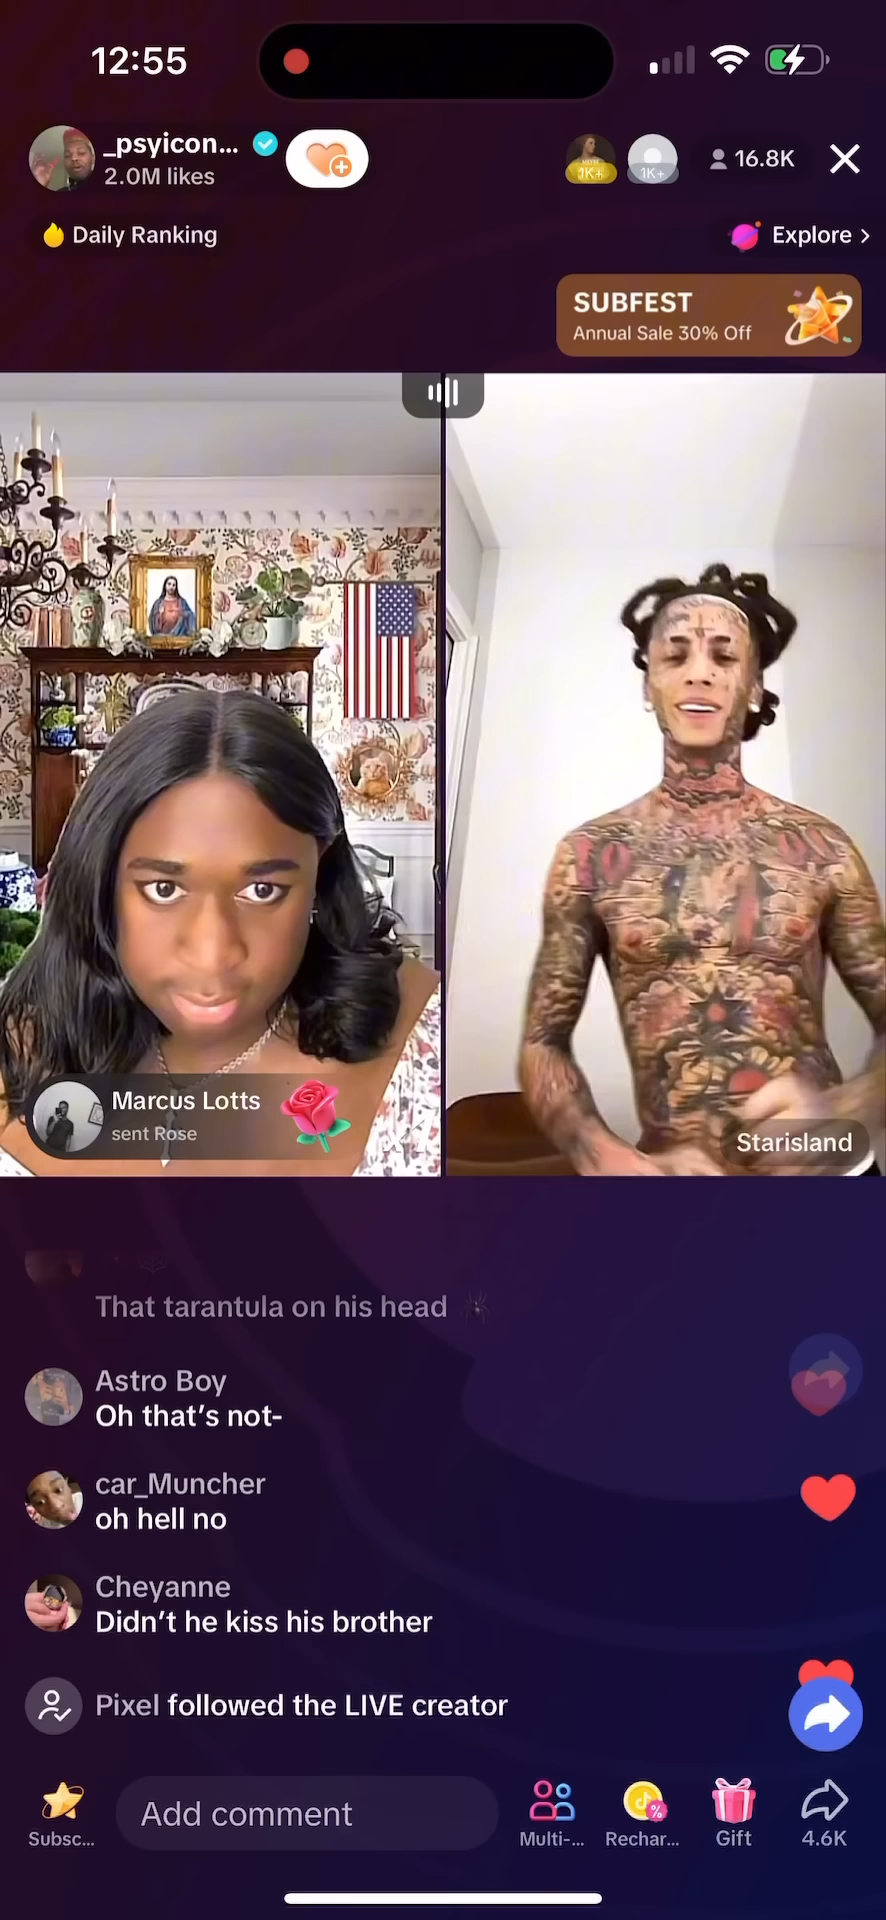 12:55
_psyicon...
2.0M likes
1K+
1K+
16.8K
Daily Ranking
Explore
SUBFEST
Annual Sale 30% Off
Marcus Lotts
sent Rose
Starisland
That tarantula on his head
Astro Boy
Oh that's not-
car_Muncher
oh hell no
Cheyanne
Didn't he kiss his brother
Pixel followed the LIVE creator
Subsc...
Add comment
Multi-...
Rechar...
Gift
4.6K